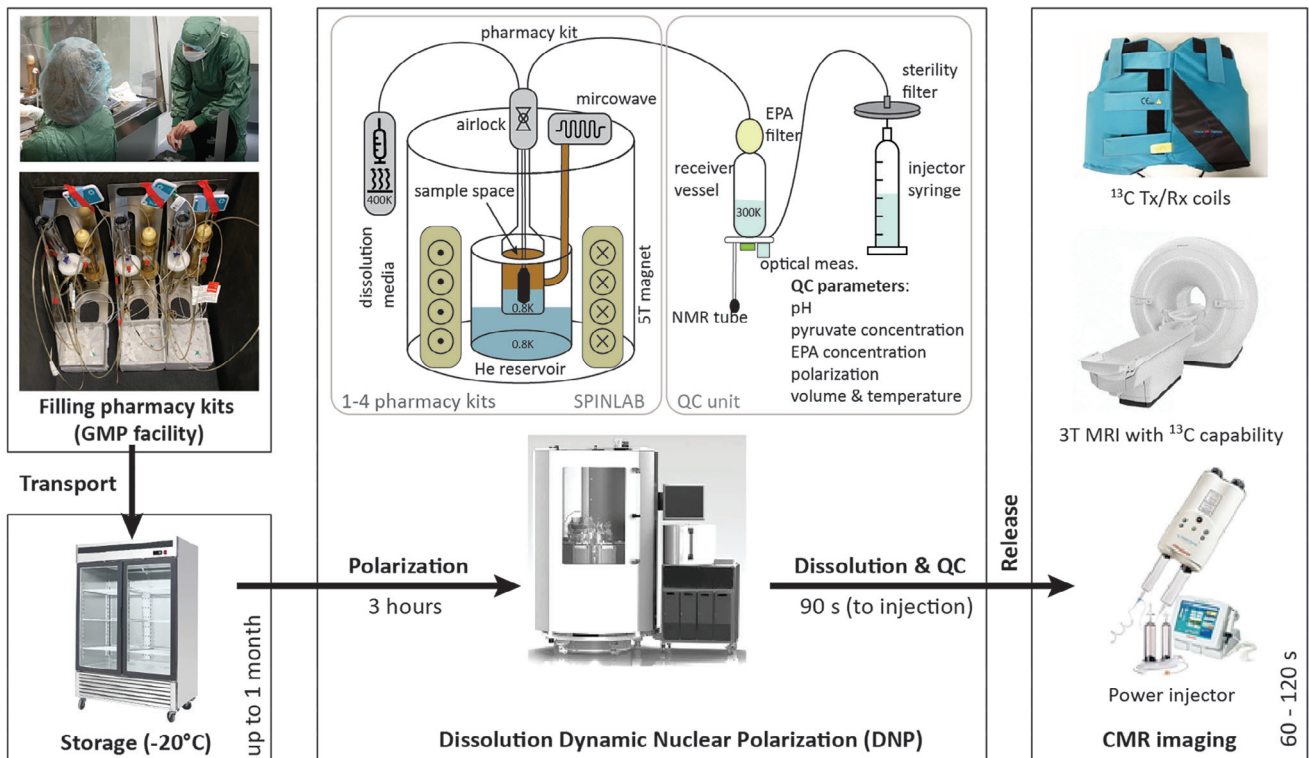 Filling pharmacy kits
(GMP facility)
Transport
Storage (-20°C)
up to 1 month
pharmacy kit
airlock
mircowave
400K
dissolution
media
sample space
0.8K
0.8K
He reservoir
5T magnet
1-4 pharmacy kits
SPINLAB
EPA
filter
sterility
filter
receiver
vessel
300K
injector
syringe
optical meas.
NMR tube
QC parameters:
pH
pyruvate concentration
EPA concentration
polarization
volume & temperature
QC unit
Polarization
3 hours
Dissolution & QC
90 s (to injection)
Dissolution Dynamic Nuclear Polarization (DNP)
Release
¹³C Tx/Rx coils
3T MRI with ¹³C capability
Power injector
CMR imaging
60 - 120 s